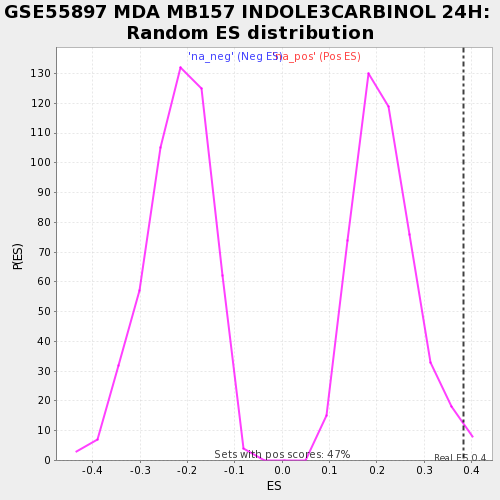 GSE55897 MDA MB157 INDOLE3CARBINOL 24H:
Random ES distribution
'na_neg' (Neg ES) 'na_pos' (Pos ES)
P(ES)
130
120
110
100
90
80
70
60
50
40
30
20
10
0
Sets with pos scores: 47%
Real ES 0.4
-0.4 -0.3 -0.2 -0.1 0.0 0.1 0.2 0.3 0.4
ES